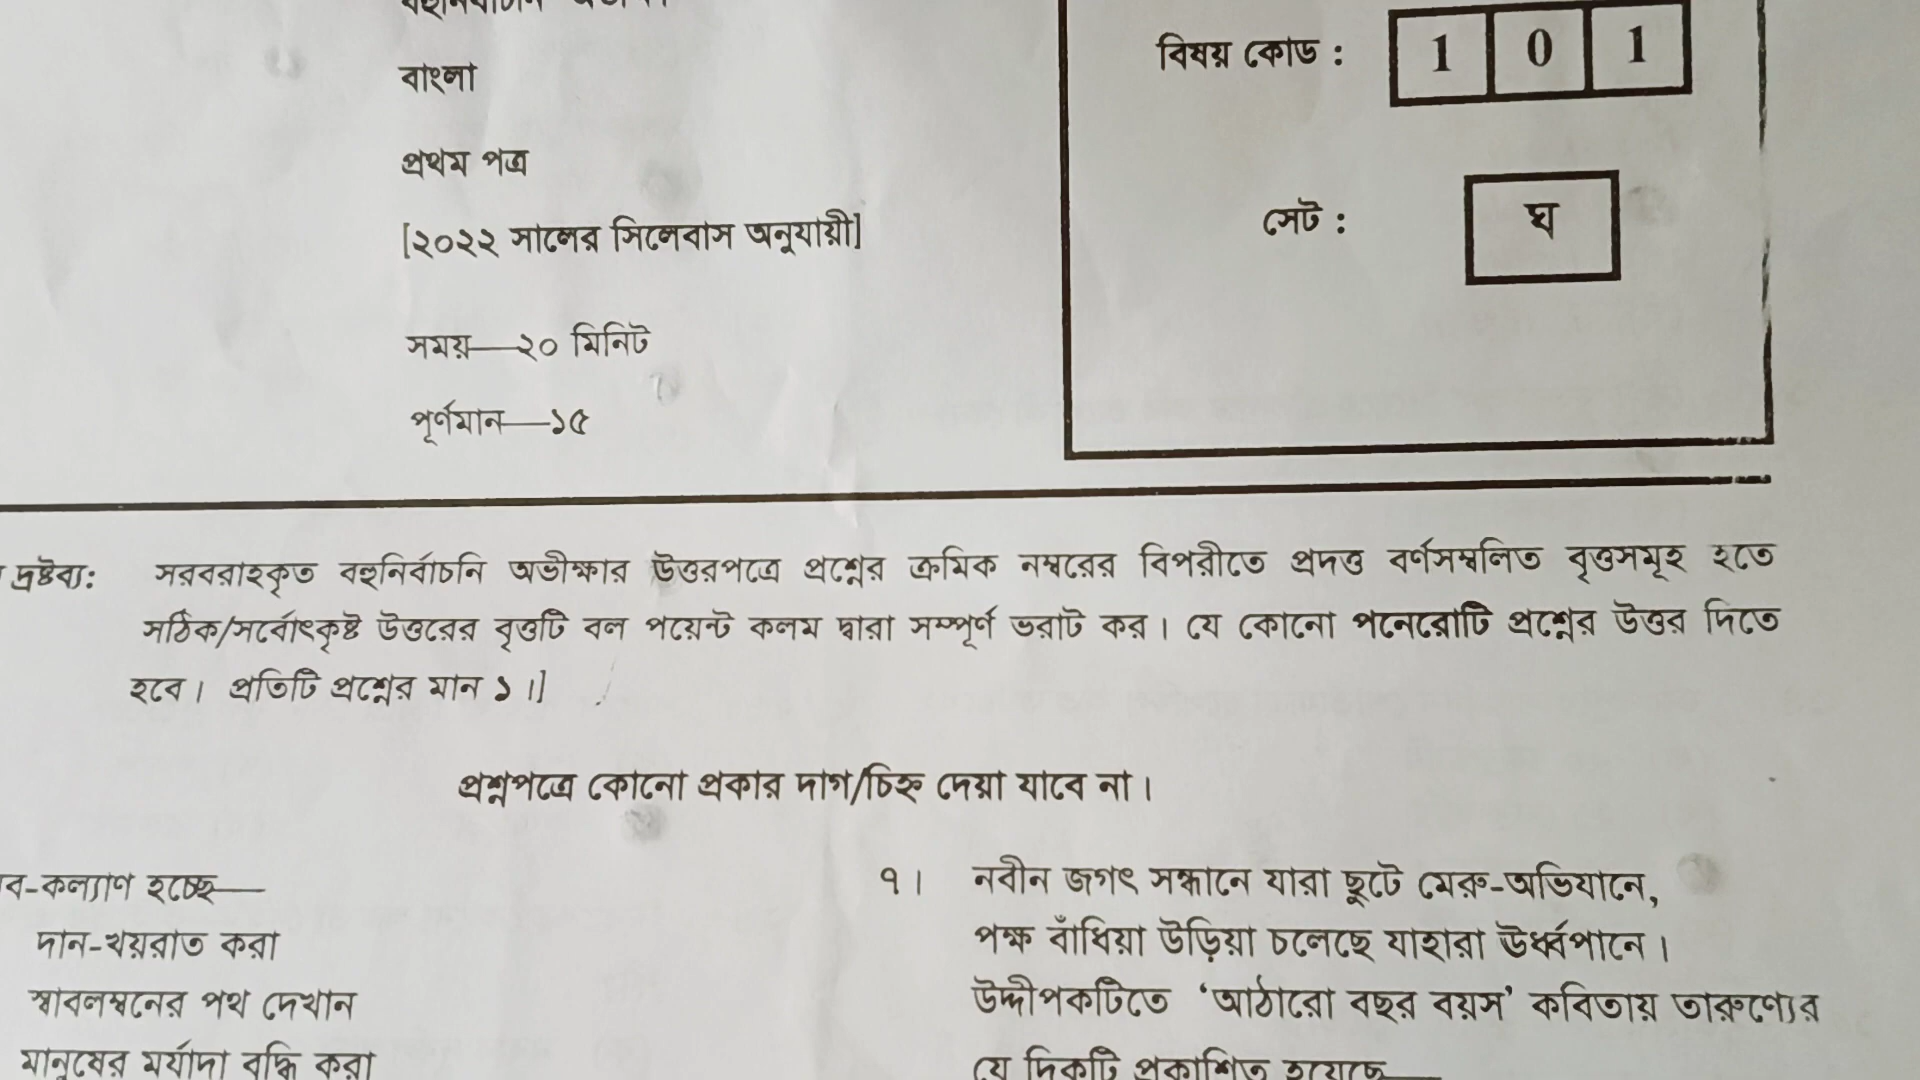 বাংলা
প্রথম পত্র
[২০২২ সালের সিলেবাস অনুযায়ী]
সময়—২০ মিনিট
পূর্ণমান—১৫
বিষয় কোড : 1 0 1
সেট : ঘ
দ্রষ্টব্য: সরবরাহকৃত বহুনির্বাচনি অভীক্ষার উত্তরপত্রে প্রশ্নের ক্রমিক নম্বরের বিপরীতে প্রদত্ত বর্ণসম্বলিত বৃত্তসমূহ হতে
সঠিক/সর্বোৎকৃষ্ট উত্তরের বৃত্তটি বল পয়েন্ট কলম দ্বারা সম্পূর্ণ ভরাট কর। যে কোনো পনেরোটি প্রশ্নের উত্তর দিতে
হবে। প্রতিটি প্রশ্নের মান ১।]
প্রশ্নপত্রে কোনো প্রকার দাগ/চিহ্ন দেয়া যাবে না।
ব-কল্যাণ হচ্ছে—
দান-খয়রাত করা
স্বাবলম্বনের পথ দেখান
মানুষের মর্যাদা বৃদ্ধি করা
৭। নবীন জগৎ সন্ধানে যারা ছুটে মেরু-অভিযানে,
পক্ষ বাঁধিয়া উড়িয়া চলেছে যাহারা ঊর্ধ্বপানে।
উদ্দীপকটিতে ‘আঠারো বছর বয়স’ কবিতায় তারুণ্যের
যে দিকটি প্রকাশিত হয়েছে—